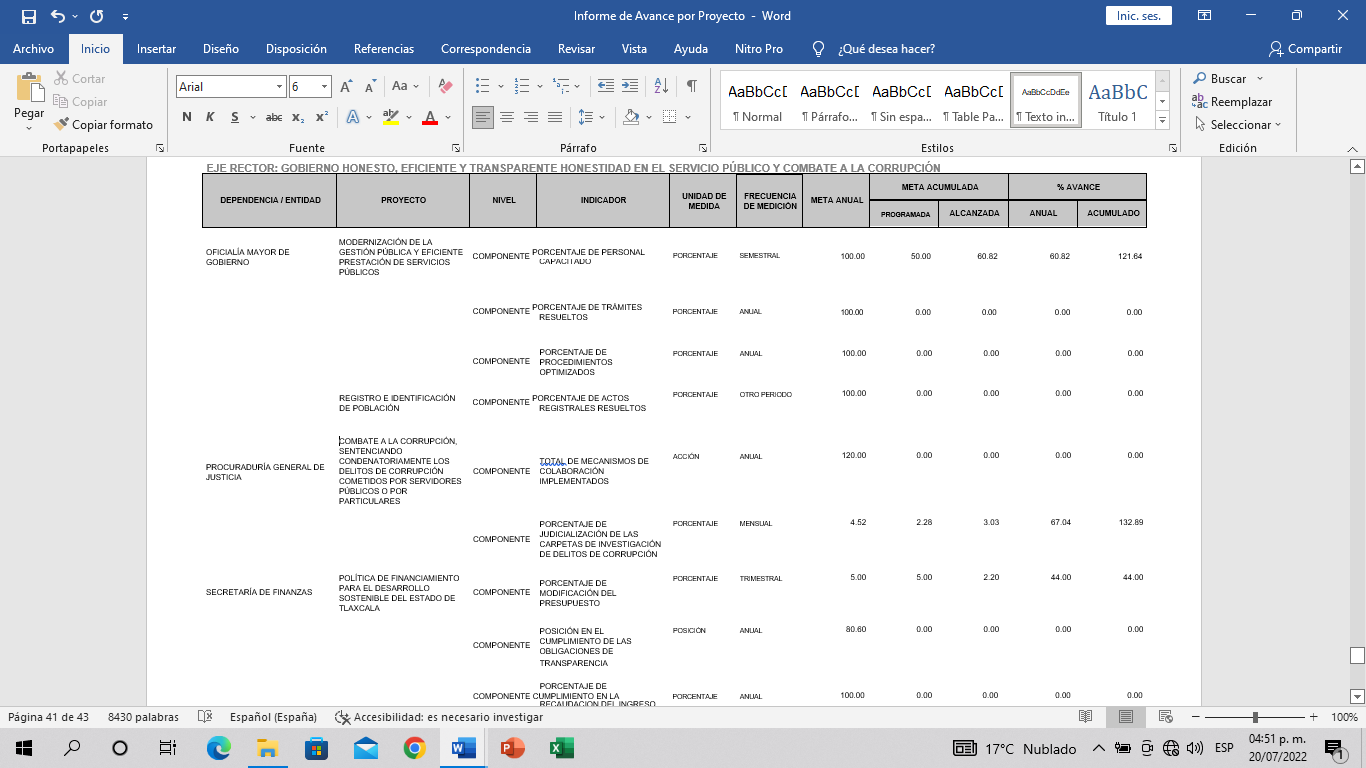 Informe de Avance por Proyecto - Word
Inic. ses.
Archivo Inicio Insertar Diseño Disposición Referencias Correspondencia Revisar Vista Ayuda Nitro Pro ¿Qué desea hacer? Compartir
Pegar
Cortar
Copiar
Copiar formato
Portapapeles
Arial 6
Fuente
Párrafo
AaBbCcDdEe
¶ Normal ¶ Párrafo... ¶ Sin espa... ¶ Table Pa... ¶ Texto in... Título 1
Estilos
Buscar
Reemplazar
Seleccionar
Edición
EJE RECTOR: GOBIERNO HONESTO, EFICIENTE Y TRANSPARENTE HONESTIDAD EN EL SERVICIO PÚBLICO Y COMBATE A LA CORRUPCIÓN
DEPENDENCIA / ENTIDAD
PROYECTO
NIVEL
INDICADOR
UNIDAD DE
MEDIDA
FRECUENCIA
DE MEDICIÓN
META ANUAL
META ACUMULADA
PROGRAMADA ALCANZADA
% AVANCE
ANUAL ACUMULADO
OFICIALÍA MAYOR DE
GOBIERNO
MODERNIZACIÓN DE LA
GESTIÓN PÚBLICA Y EFICIENTE
PRESTACIÓN DE SERVICIOS
PÚBLICOS
COMPONENTE
PORCENTAJE DE PERSONAL
CAPACITADO
PORCENTAJE SEMESTRAL 100.00 50.00 60.82 60.82 121.64
COMPONENTE
PORCENTAJE DE TRÁMITES
RESUELTOS
PORCENTAJE ANUAL 100.00 0.00 0.00 0.00 0.00
COMPONENTE
PORCENTAJE DE
PROCEDIMIENTOS
OPTIMIZADOS
PORCENTAJE ANUAL 100.00 0.00 0.00 0.00 0.00
REGISTRO E IDENTIFICACIÓN
DE POBLACIÓN
COMPONENTE
PORCENTAJE DE ACTOS
REGISTRALES RESUELTOS
PORCENTAJE OTRO PERIODO 100.00 0.00 0.00 0.00 0.00
PROCURADURÍA GENERAL DE
JUSTICIA
COMBATE A LA CORRUPCIÓN,
SENTENCIANDO
CONDENATORIAMENTE LOS
DELITOS DE CORRUPCIÓN
COMETIDOS POR SERVIDORES
PÚBLICOS O POR
PARTICULARES
COMPONENTE
TOTAL DE MECANISMOS DE
COLABORACIÓN
IMPLEMENTADOS
ACCIÓN ANUAL 120.00 0.00 0.00 0.00 0.00
COMPONENTE
PORCENTAJE DE
JUDICIALIZACIÓN DE LAS
CARPETAS DE INVESTIGACIÓN
DE DELITOS DE CORRUPCIÓN
PORCENTAJE MENSUAL 4.52 2.28 3.03 67.04 132.89
SECRETARÍA DE FINANZAS
POLÍTICA DE FINANCIAMIENTO
PARA EL DESARROLLO
SOSTENIBLE DEL ESTADO DE
TLAXCALA
COMPONENTE
PORCENTAJE DE
MODIFICACIÓN DEL
PRESUPUESTO
PORCENTAJE TRIMESTRAL 5.00 5.00 2.20 44.00 44.00
COMPONENTE
POSICIÓN EN EL
CUMPLIMIENTO DE LAS
OBLIGACIONES DE
TRANSPARENCIA
POSICIÓN ANUAL 80.60 0.00 0.00 0.00 0.00
COMPONENTE
PORCENTAJE DE
CUMPLIMIENTO EN LA
RECAUDACION DEL INGRESO
PORCENTAJE ANUAL 100.00 0.00 0.00 0.00 0.00
Página 41 de 43 8430 palabras Español (España) Accesibilidad: es necesario investigar 100%
17°C Nublado ESP
04:51 p. m.
20/07/2022